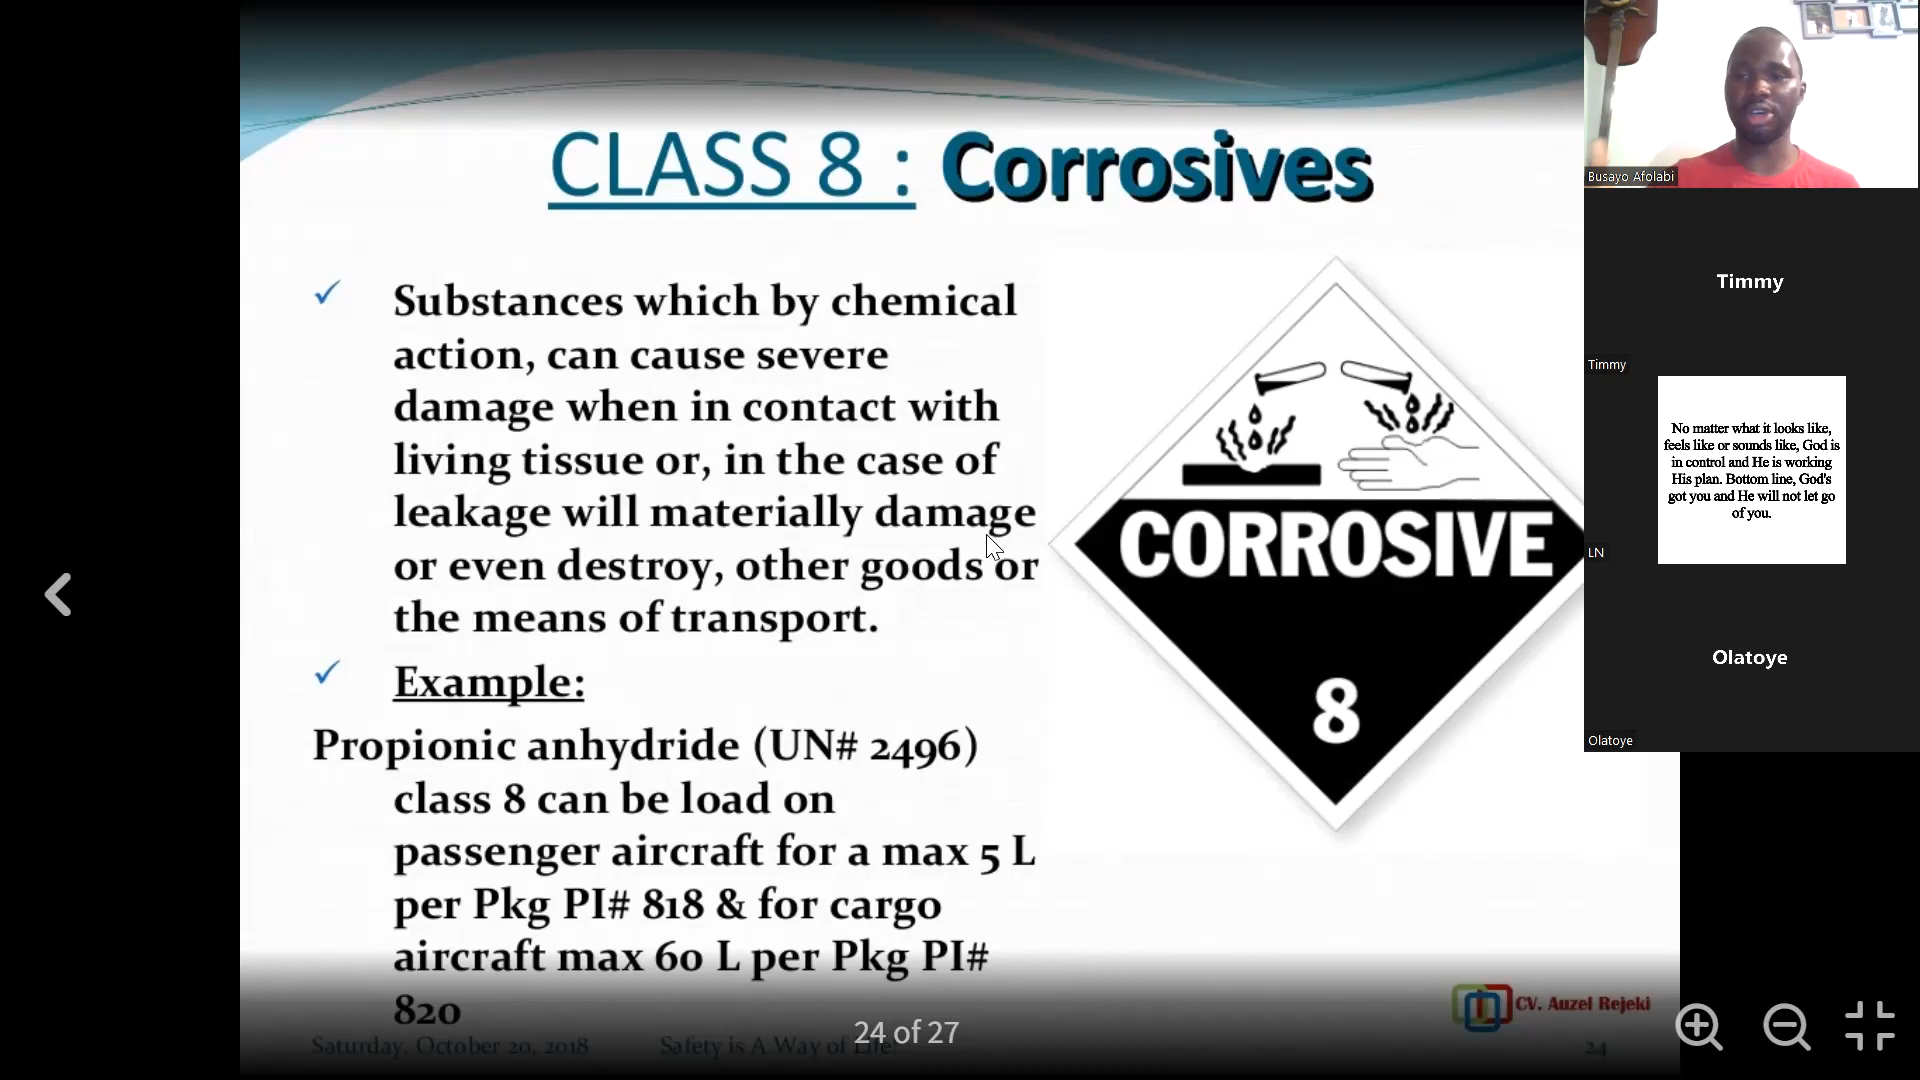 CLASS 8 : Corrosives
Substances which by chemical
action, can cause severe
damage when in contact with
living tissue or, in the case of
leakage will materially damage
or even destroy, other goods or
the means of transport.
Example:
Propionic anhydride (UN# 2496)
class 8 can be load on
passenger aircraft for a max 5 L
per Pkg PI# 818 & for cargo
aircraft max 60 L per Pkg PI#
820
CORROSIVE
8
CV. Auzel Rejeki
Saturday, October 20, 2018
Safety is A Way of Life.
24
24 of 27
Busayo Afolabi
Timmy
Timmy
No matter what it looks like,
feels like or sounds like, God is
in control and He is working
His plan. Bottom line, God's
got you and He will not let go
of you.
LN
Olatoye
Olatoye